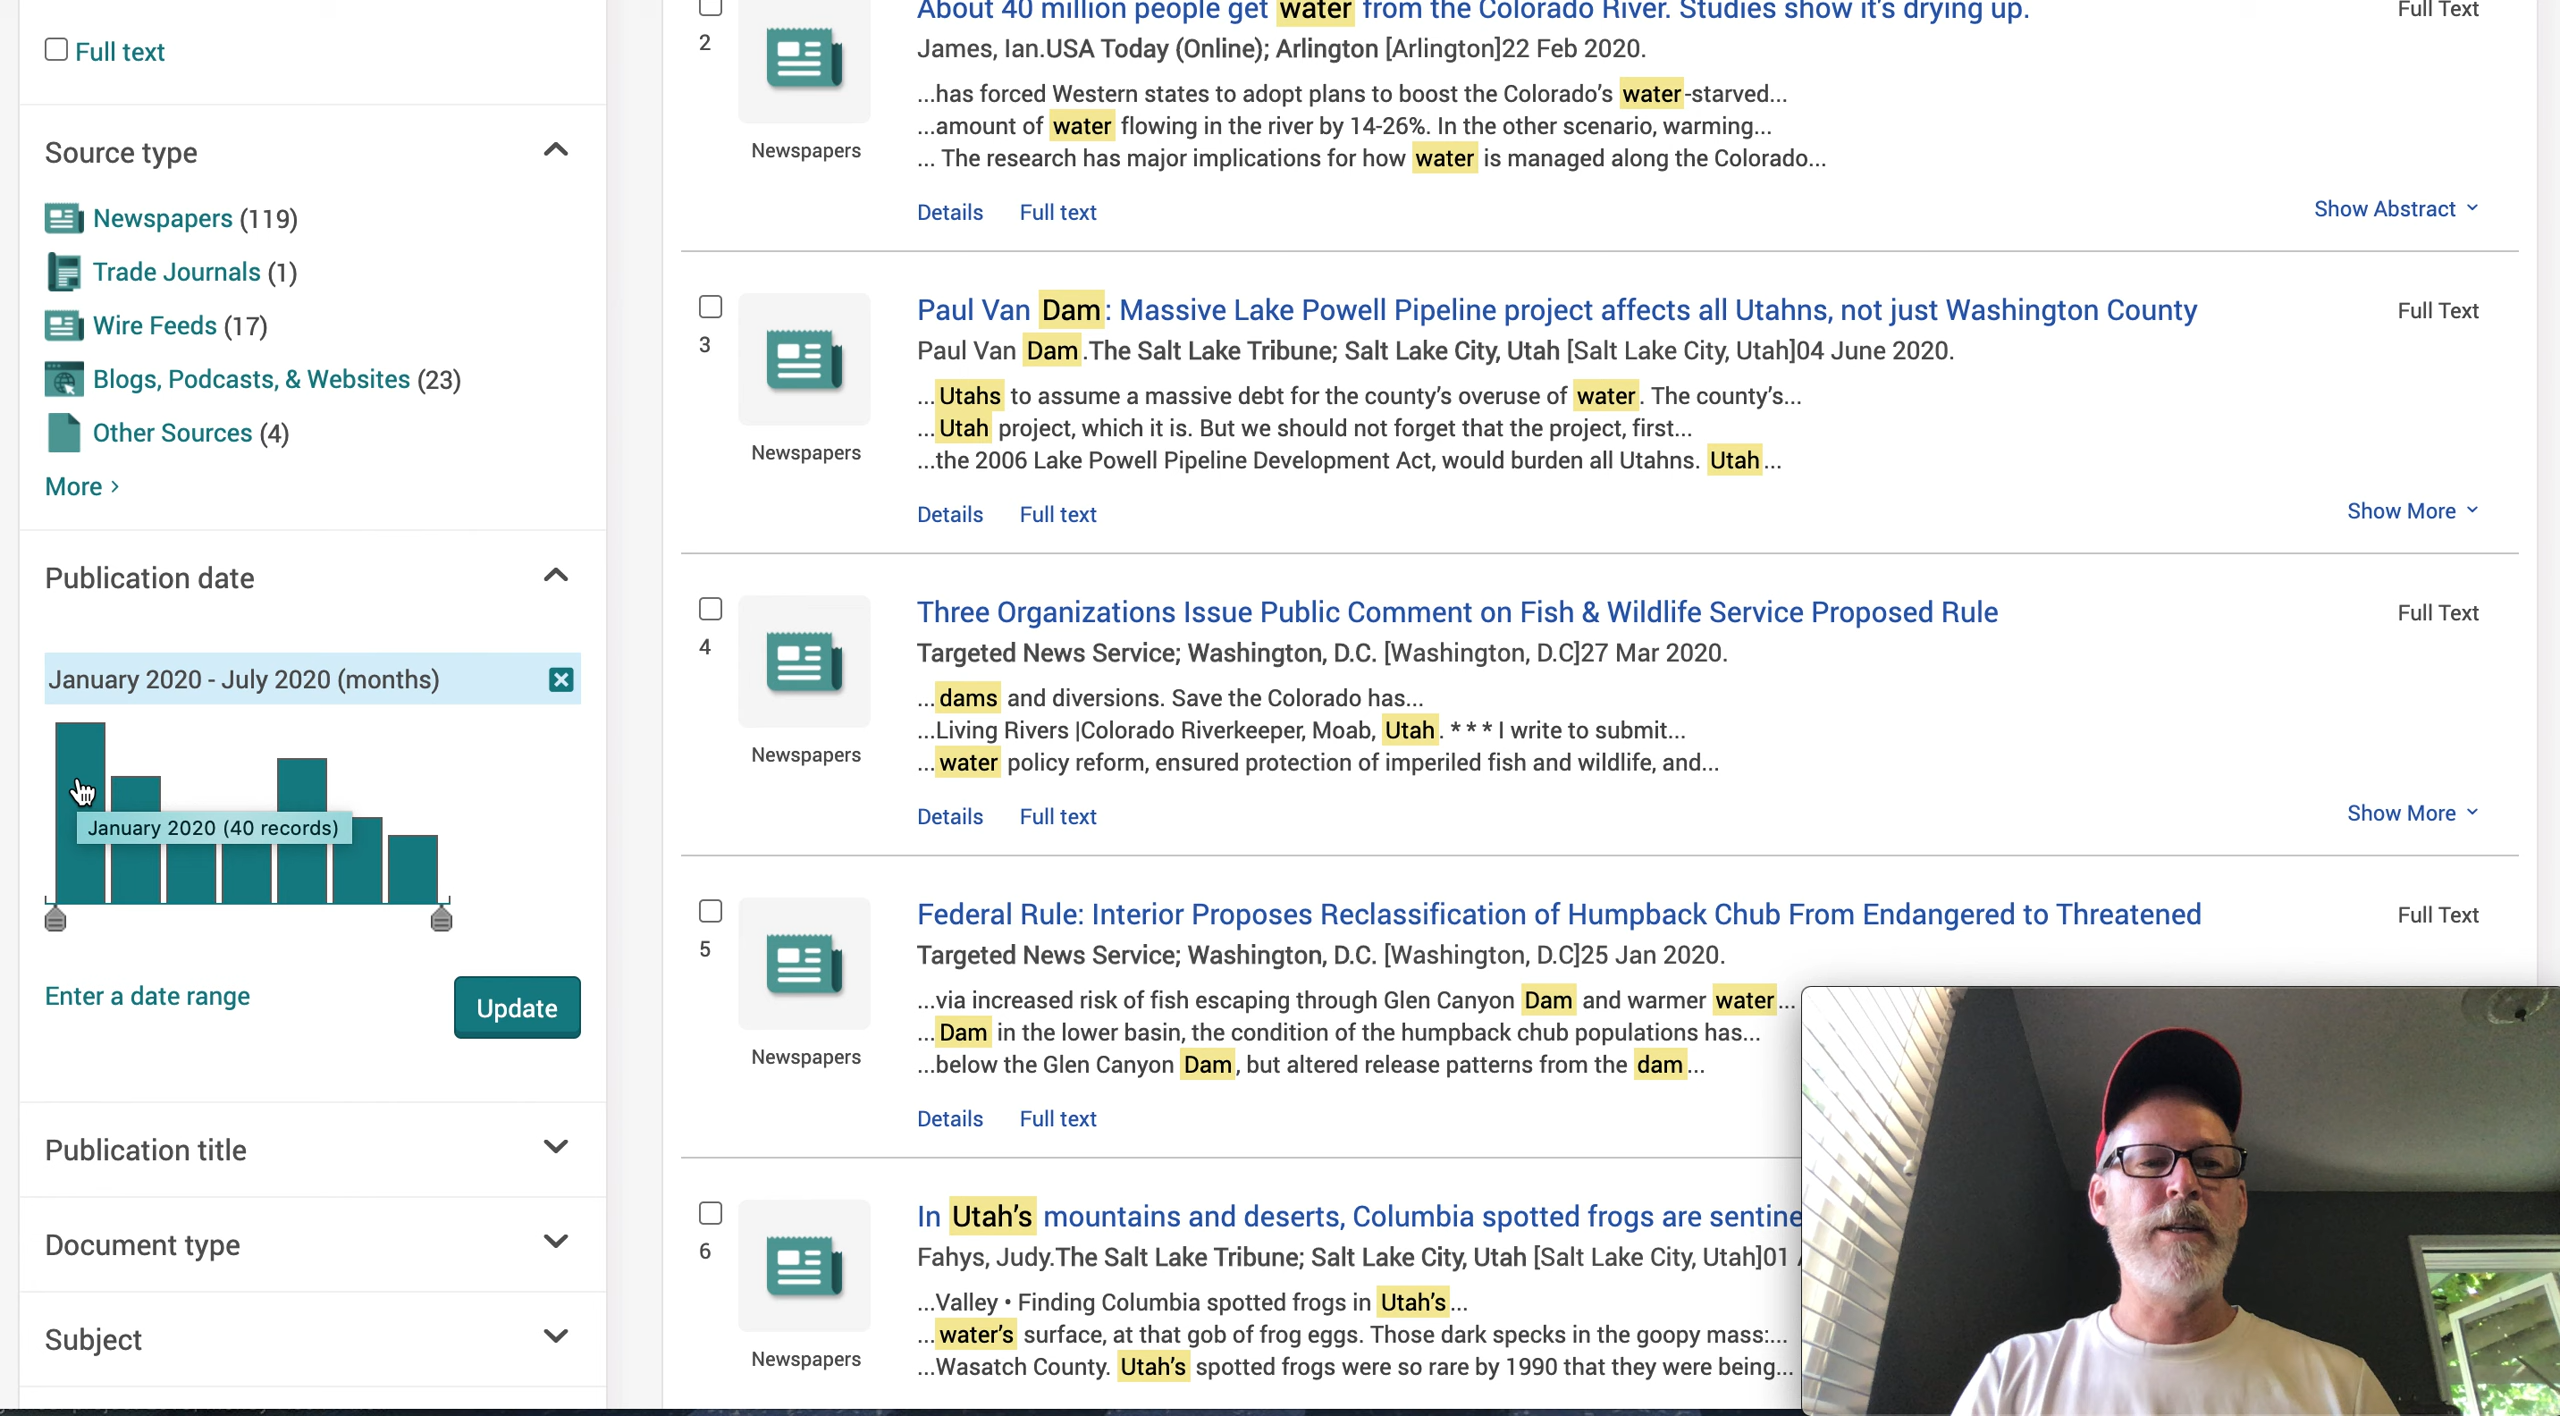 Full text
Source type
Newspapers (119)
Trade Journals (1)
Wire Feeds (17)
Blogs, Podcasts, & Websites (23)
Other Sources (4)
More >
Publication date
January 2020 - July 2020 (months)
January 2020 (40 records)
Enter a date range
Update
Publication title
Document type
Subject
2
Newspapers
About 40 million people get water from the Colorado River. Studies show it's drying up.
Full Text
James, Ian.USA Today (Online); Arlington [Arlington]22 Feb 2020.
...has forced Western states to adopt plans to boost the Colorado’s water-starved...
...amount of water flowing in the river by 14-26%. In the other scenario, warming...
... The research has major implications for how water is managed along the Colorado...
Details Full text
Show Abstract
3
Newspapers
Paul Van Dam: Massive Lake Powell Pipeline project affects all Utahns, not just Washington County
Full Text
Paul Van Dam.The Salt Lake Tribune; Salt Lake City, Utah [Salt Lake City, Utah]04 June 2020.
...Utahs to assume a massive debt for the county’s overuse of water. The county’s...
...Utah project, which it is. But we should not forget that the project, first...
...the 2006 Lake Powell Pipeline Development Act, would burden all Utahns. Utah...
Details Full text
Show More
4
Newspapers
Three Organizations Issue Public Comment on Fish & Wildlife Service Proposed Rule
Full Text
Targeted News Service; Washington, D.C. [Washington, D.C]27 Mar 2020.
...dams and diversions. Save the Colorado has...
...Living Rivers |Colorado Riverkeeper, Moab, Utah. * * * I write to submit...
...water policy reform, ensured protection of imperiled fish and wildlife, and...
Details Full text
Show More
5
Newspapers
Federal Rule: Interior Proposes Reclassification of Humpback Chub From Endangered to Threatened
Full Text
Targeted News Service; Washington, D.C. [Washington, D.C]25 Jan 2020.
...via increased risk of fish escaping through Glen Canyon Dam and warmer water...
...Dam in the lower basin, the condition of the humpback chub populations has...
...below the Glen Canyon Dam, but altered release patterns from the dam...
Details Full text
6
Newspapers
In Utah’s mountains and deserts, Columbia spotted frogs are sentine
Fahys, Judy.The Salt Lake Tribune; Salt Lake City, Utah [Salt Lake City, Utah]01
...Valley • Finding Columbia spotted frogs in Utah’s...
...water’s surface, at that gob of frog eggs. Those dark specks in the goopy mass:...
...Wasatch County. Utah’s spotted frogs were so rare by 1990 that they were being...